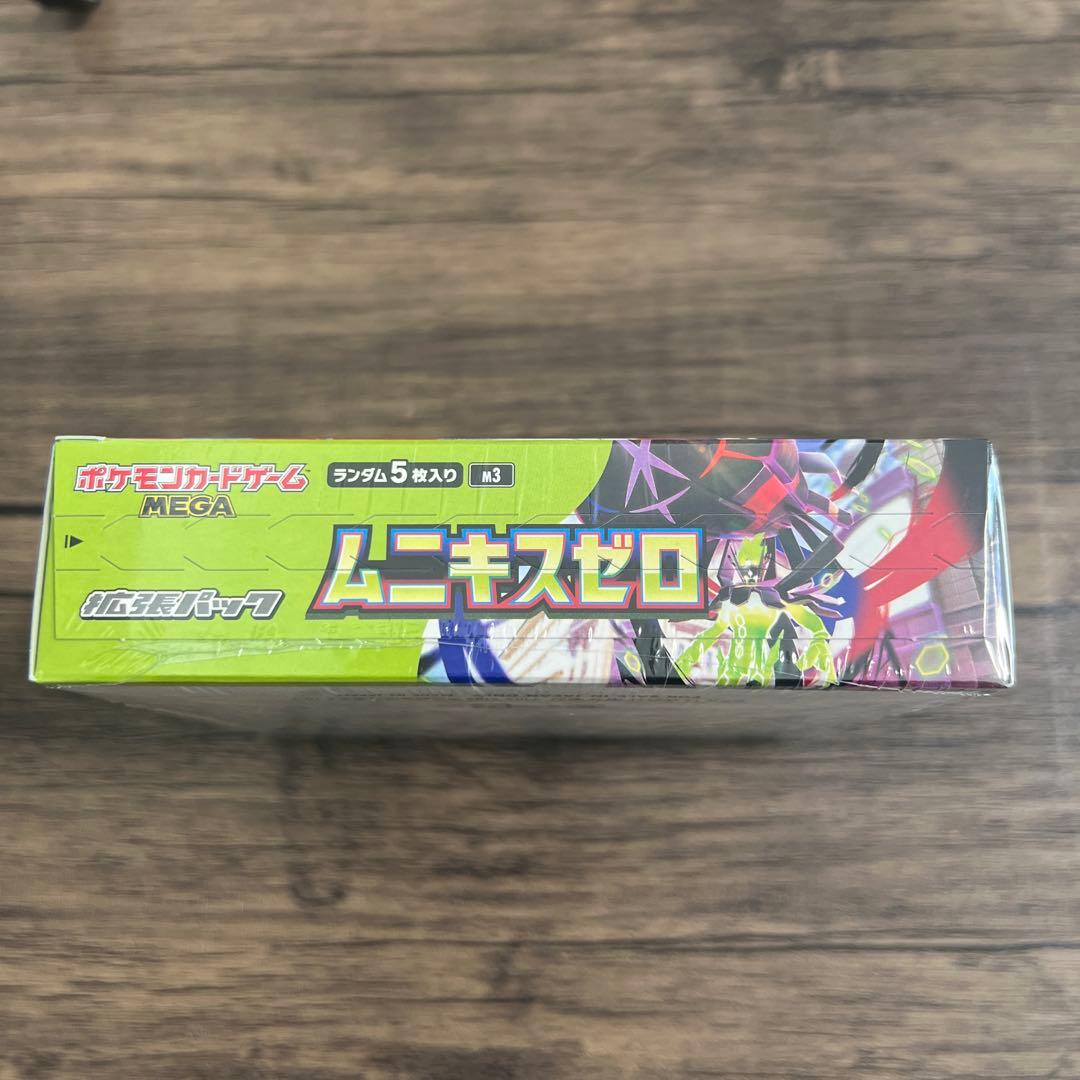 ポケモンカードゲーム
MEGA
ランダム5枚入り M3
ムニキスゼロ
拡張パック